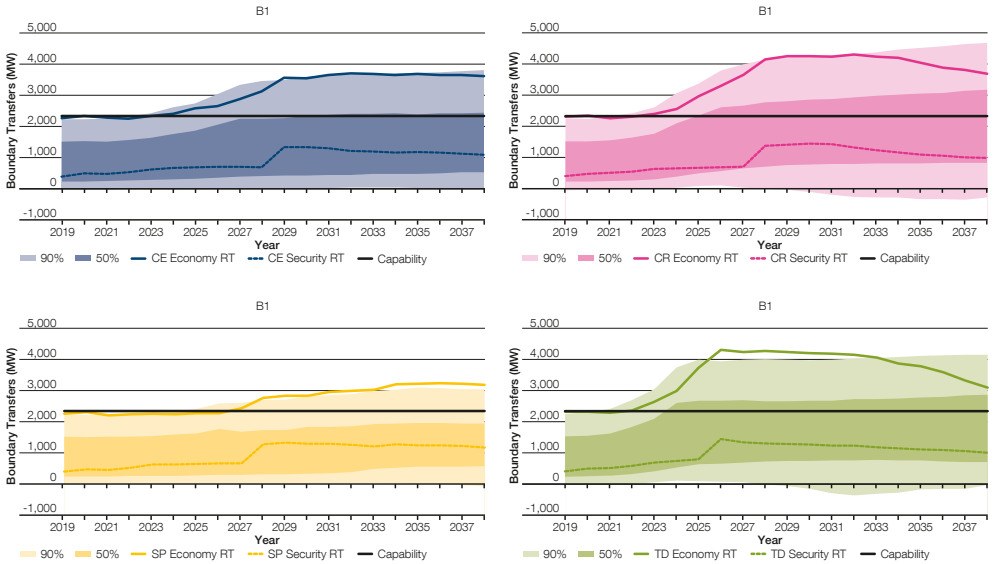 B1
5,000
4,000
3,000
2,000
1,000
0
-1,000
Boundary Transfers (MW)
2019 2021 2023 2025 2027 2029 2031 2033 2035 2037
Year
90% 50% CE Economy RT CE Security RT Capability
B1
5,000
4,000
3,000
2,000
1,000
0
-1,000
Boundary Transfers (MW)
2019 2021 2023 2025 2027 2029 2031 2033 2035 2037
Year
90% 50% CR Economy RT CR Security RT Capability
B1
5,000
4,000
3,000
2,000
1,000
0
-1,000
Boundary Transfers (MW)
2019 2021 2023 2025 2027 2029 2031 2033 2035 2037
Year
90% 50% SP Economy RT SP Security RT Capability
B1
5,000
4,000
3,000
2,000
1,000
0
-1,000
Boundary Transfers (MW)
2019 2021 2023 2025 2027 2029 2031 2033 2035 2037
Year
90% 50% TD Economy RT TD Security RT Capability